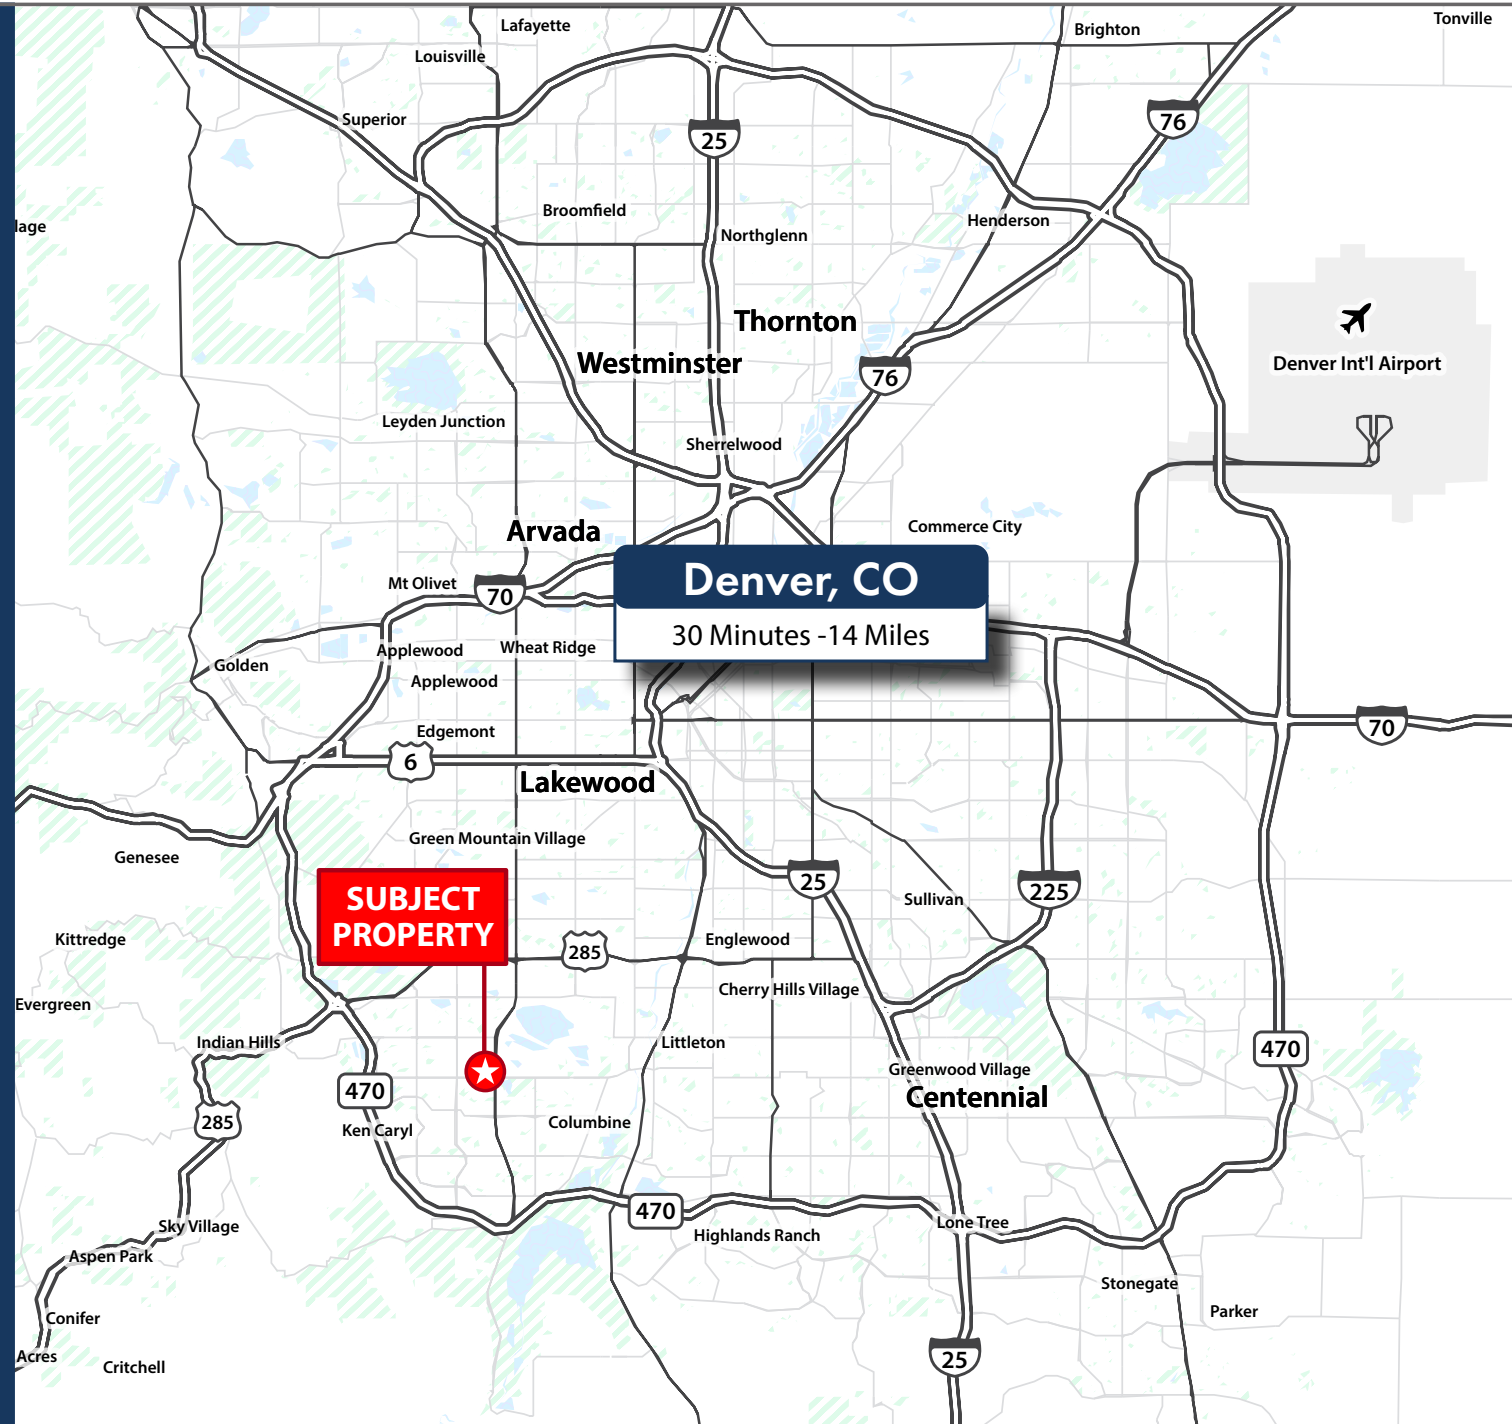 Lafayette
Tonville
Brighton
Louisville
76
Superior
25
Broomfield
Henderson
lage
Northglenn
Thornton
Westminster
Denver Int'l Airport
76
Leyden Junction
Sherrelwood
Commerce City
Arvada
Denver, CO
30 Minutes -14 Miles
Mt Olivet
70
Applewood
Wheat Ridge
Golden
Applewood
Edgemont
70
6
Lakewood
Green Mountain Village
Genesee
25
225
SUBJECT
PROPERTY
Sullivan
Kittredge
285
Englewood
Cherry Hills Village
Evergreen
Indian Hills
Littleton
470
Greenwood Village
470
Centennial
285
Ken Caryl
Columbine
470
Sky Village
Lone Tree
Highlands Ranch
Aspen Park
Stonegate
Conifer
Parker
Acres
Critchell
25